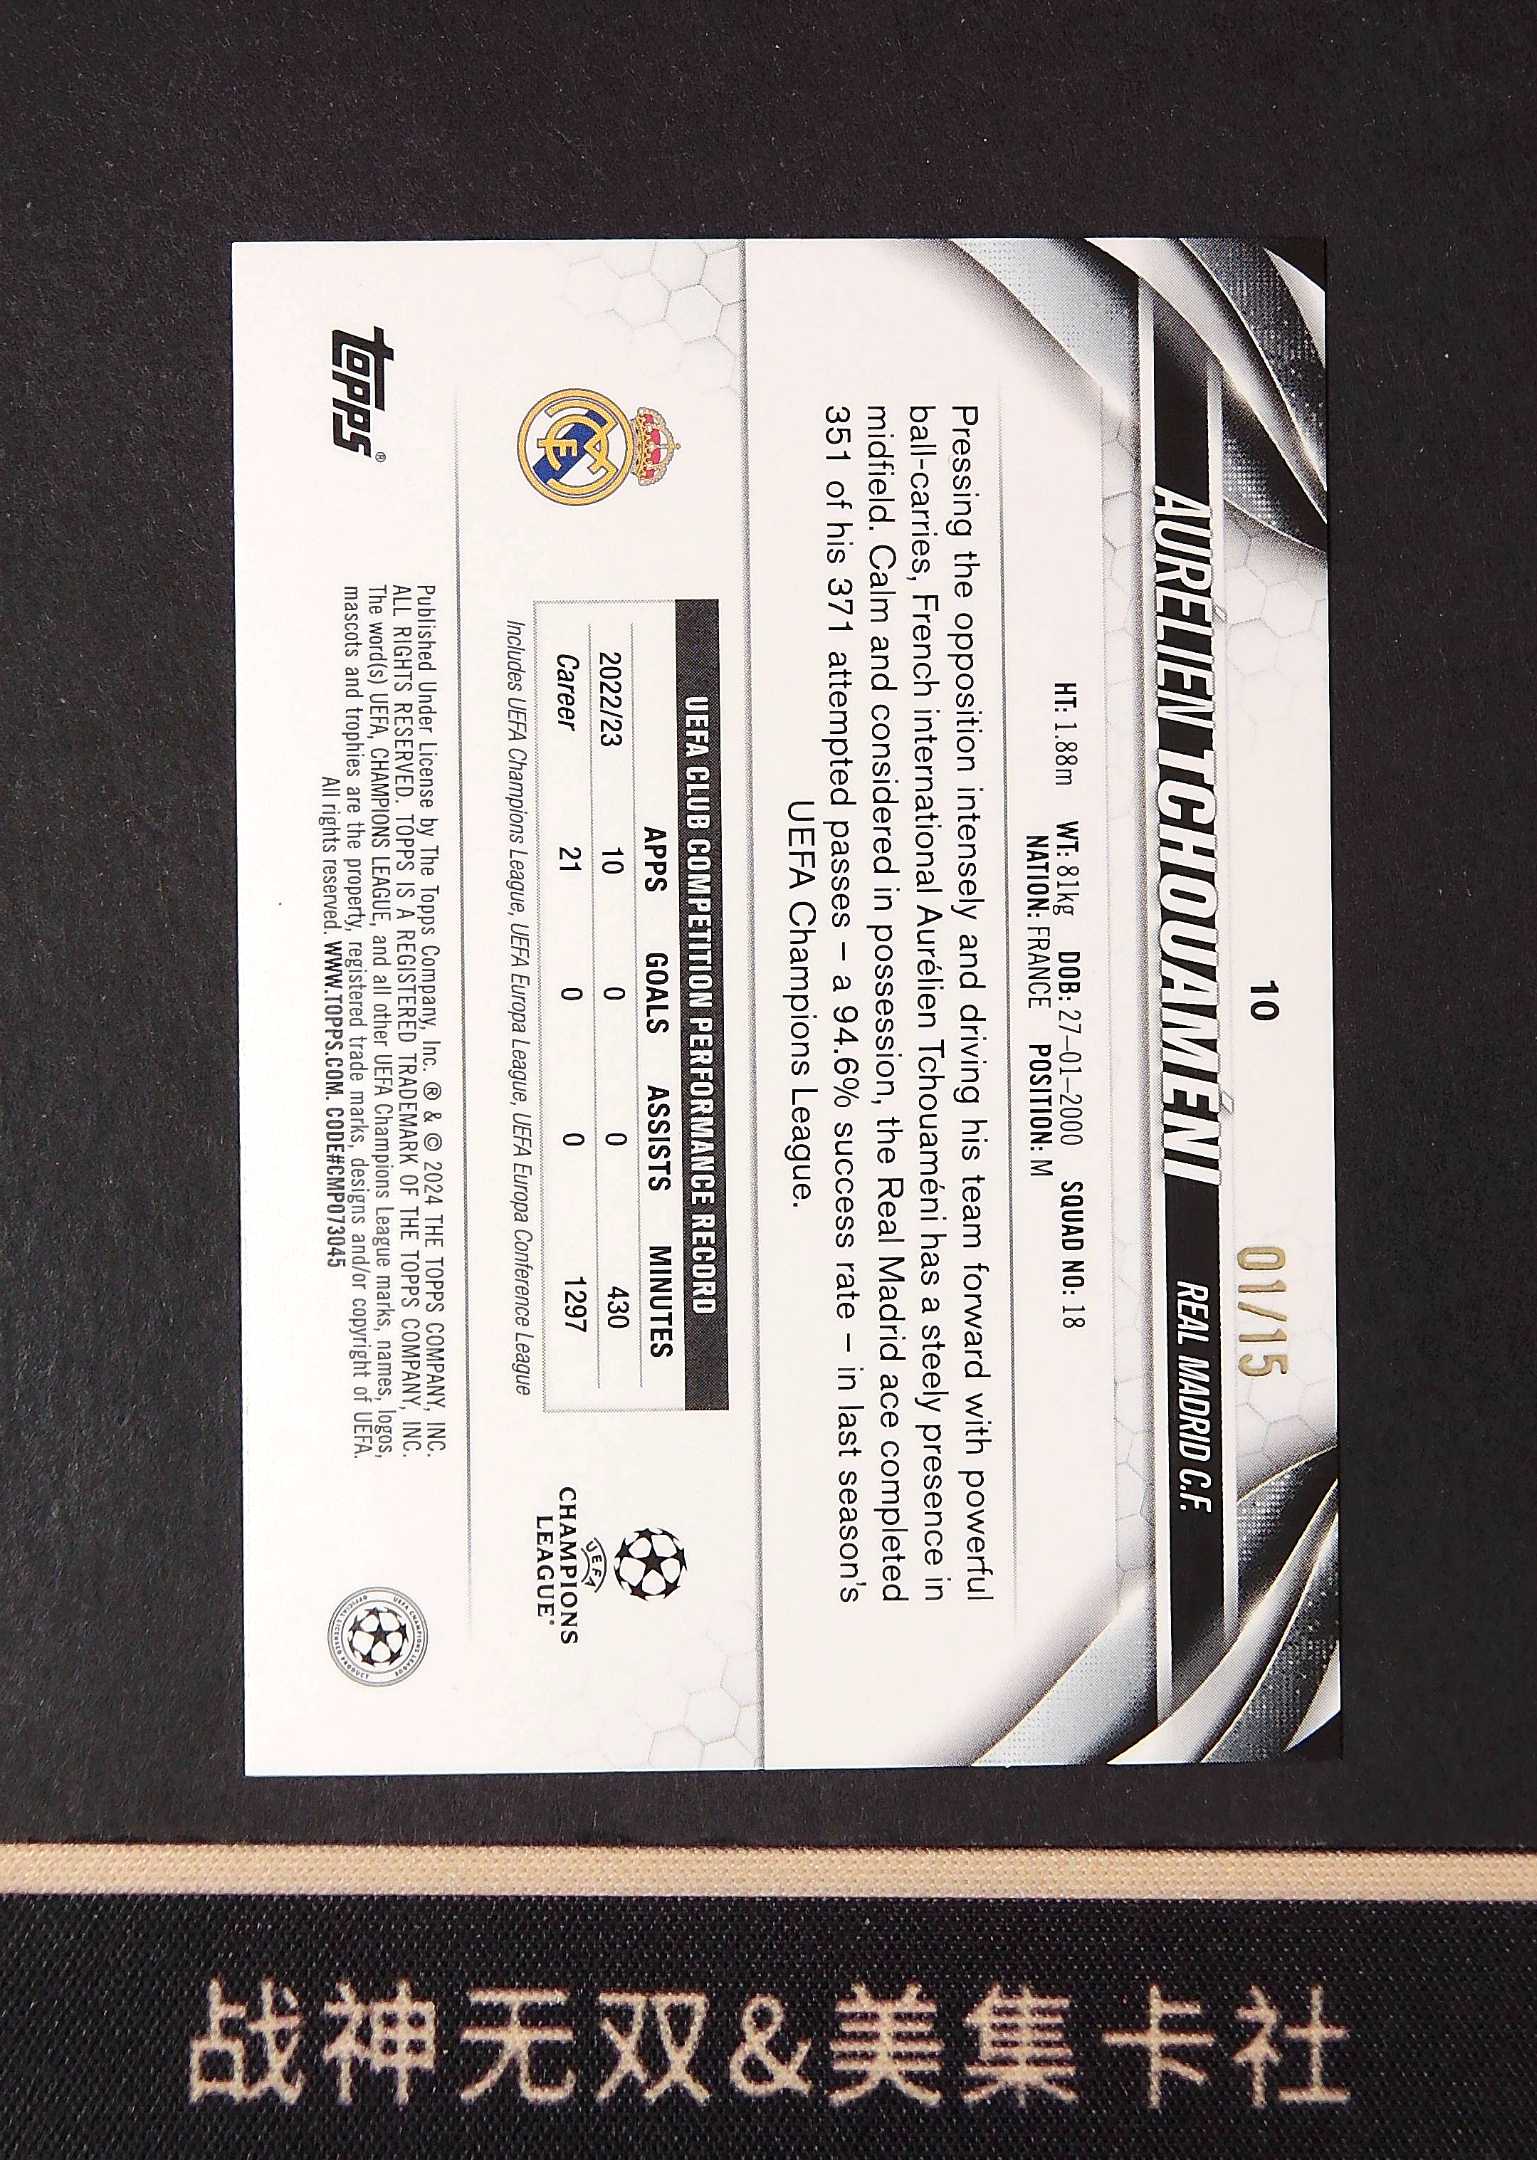 10
01/15
AURÉLIEN TCHOUAMÉNI REAL MADRID C.F.
HT: 1.88m WT: 81kg DOB: 27-01-2000 SQUAD NO: 18
NATION: FRANCE POSITION: M
Pressing the opposition intensely and driving his team forward with powerful
ball-carries, French international Aurélien Tchouaméni has a steely presence in
midfield. Calm and considered in possession, the Real Madrid ace completed
351 of his 371 attempted passes – a 94.6% success rate – in last season's
UEFA Champions League.
UEFA CLUB COMPETITION PERFORMANCE RECORD
APPS GOALS ASSISTS MINUTES
2022/23 10 0 0 430
Career 21 0 0 1297
Includes UEFA Champions League, UEFA Europa League, UEFA Europa Conference League
UEFA
CHAMPIONS
LEAGUE®
topps®
Published Under License by The Topps Company, Inc. ® & © 2024 THE TOPPS COMPANY, INC.
ALL RIGHTS RESERVED. TOPPS IS A REGISTERED TRADEMARK OF THE TOPPS COMPANY, INC.
The word(s) UEFA, CHAMPIONS LEAGUE, and all other UEFA Champions League marks, names, logos,
mascots and trophies are the property, registered trade marks, designs and/or copyright of UEFA.
All rights reserved. WWW.TOPPS.COM. CODE#CMP073045
UEFA CHAMPIONS LEAGUE
OFFICIAL LICENSED PRODUCT
战神无双&美集卡社